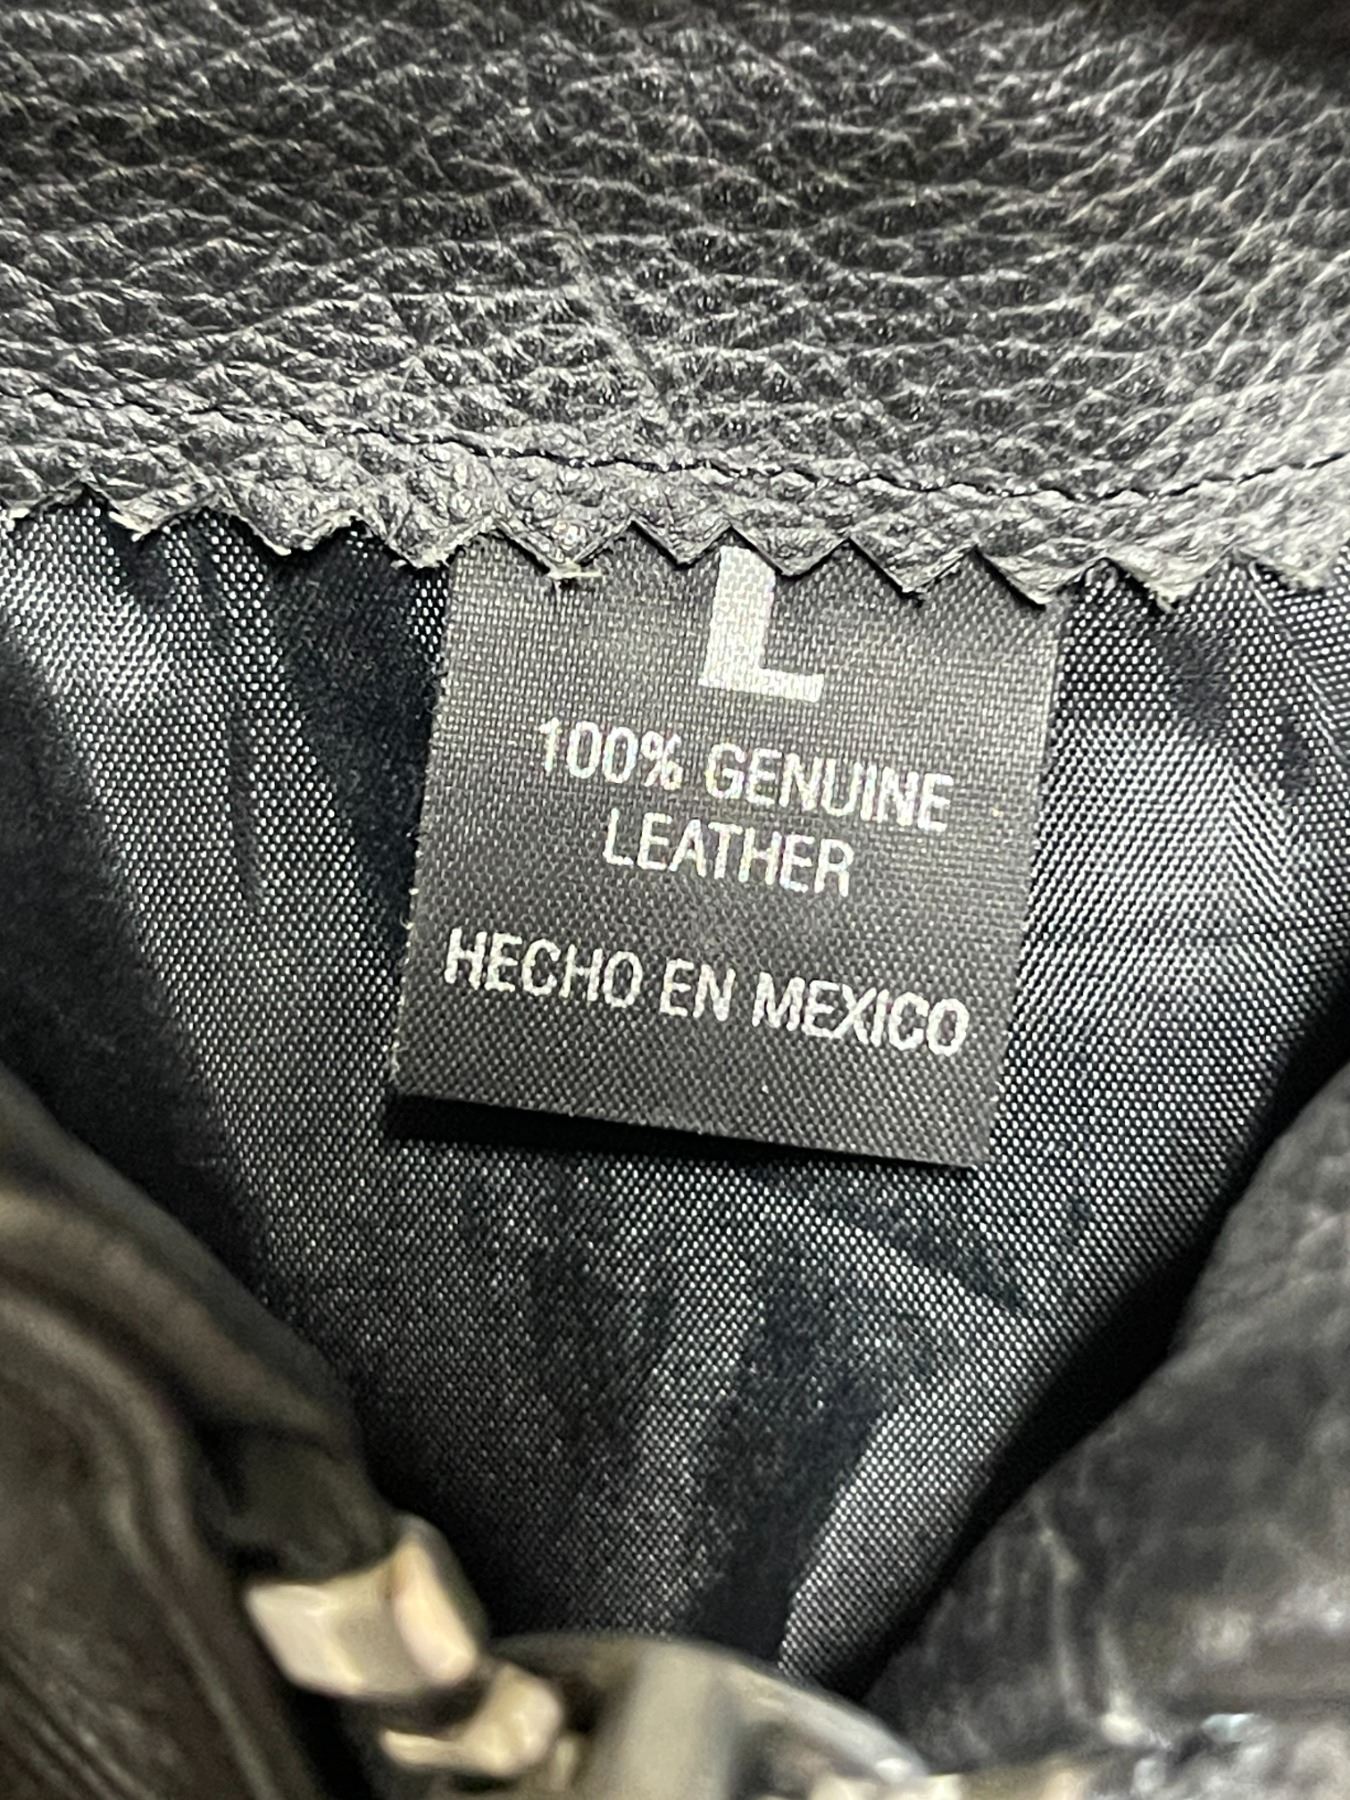 L
100% GENUINE
LEATHER
HECHO EN MEXICO